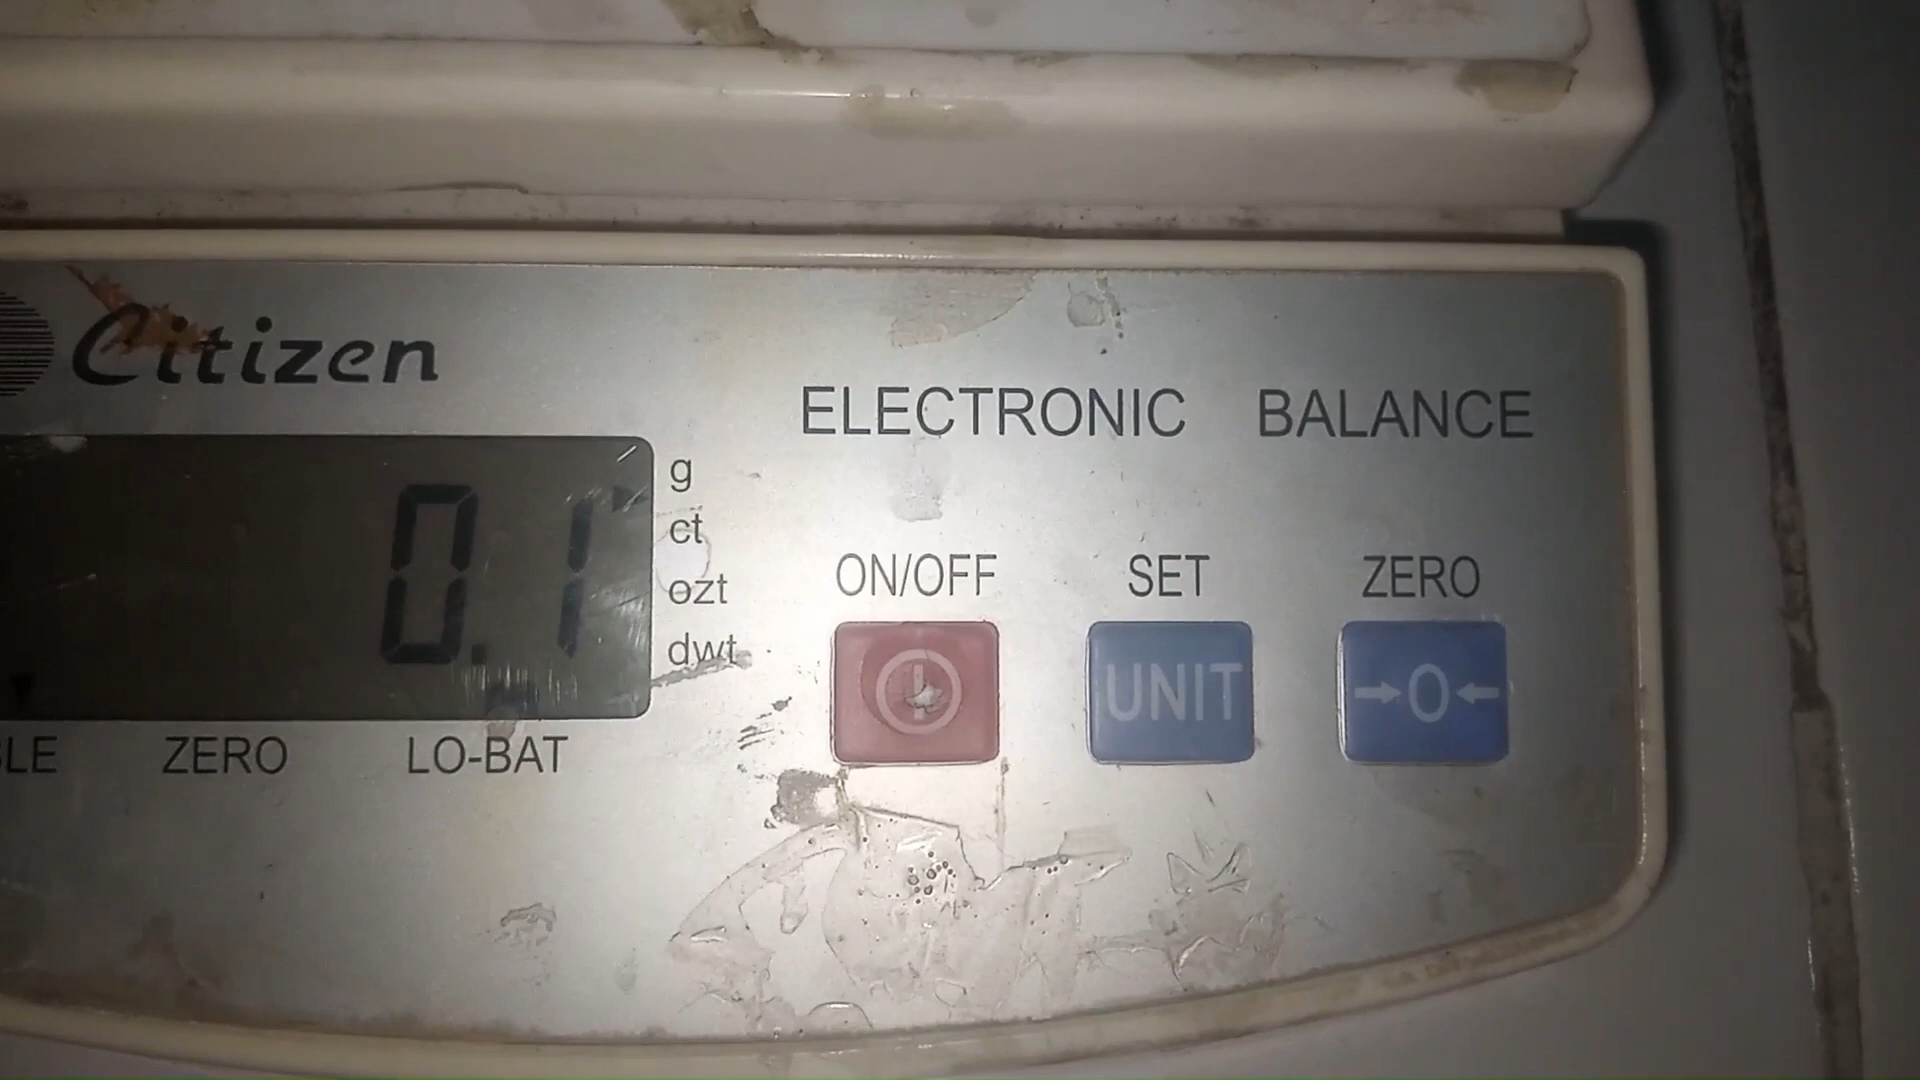 Citizen
ELECTRONIC BALANCE
0.1
g
ct
ozt
dwt
ON/OFF
SET
ZERO
UNIT
→0←
ZERO
LO-BAT